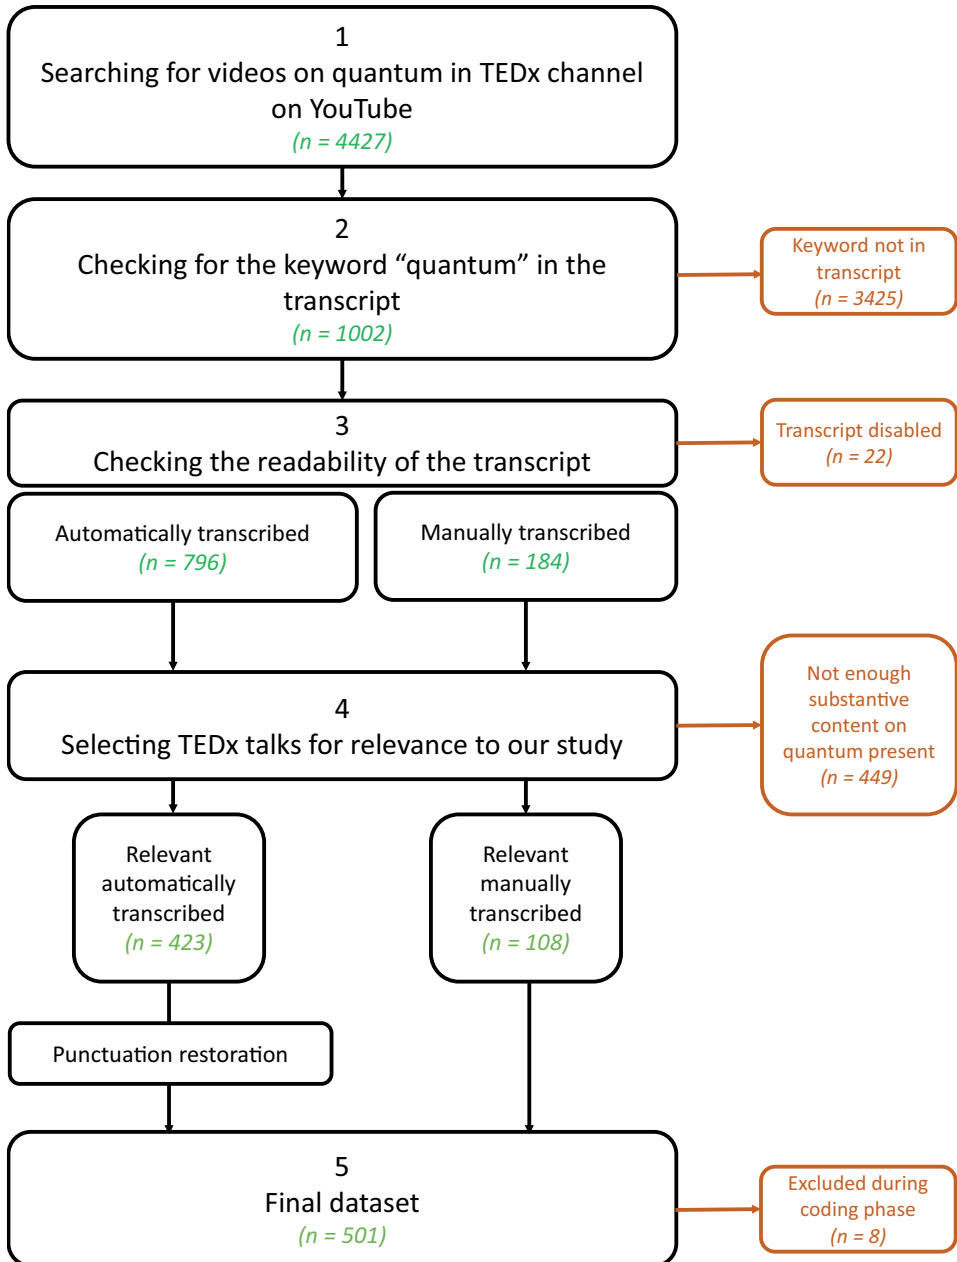 1
Searching for videos on quantum in TEDx channel
on YouTube
(n = 4427)
2
Checking for the keyword “quantum” in the
transcript
(n = 1002)
Keyword not in
transcript
(n = 3425)
3
Checking the readability of the transcript
Transcript disabled
(n = 22)
Automatically transcribed
(n = 796)
Manually transcribed
(n = 184)
4
Selecting TEDx talks for relevance to our study
Not enough
substantive
content on
quantum present
(n = 449)
Relevant
automatically
transcribed
(n = 423)
Relevant
manually
transcribed
(n = 108)
Punctuation restoration
5
Final dataset
(n = 501)
Excluded during
coding phase
(n = 8)